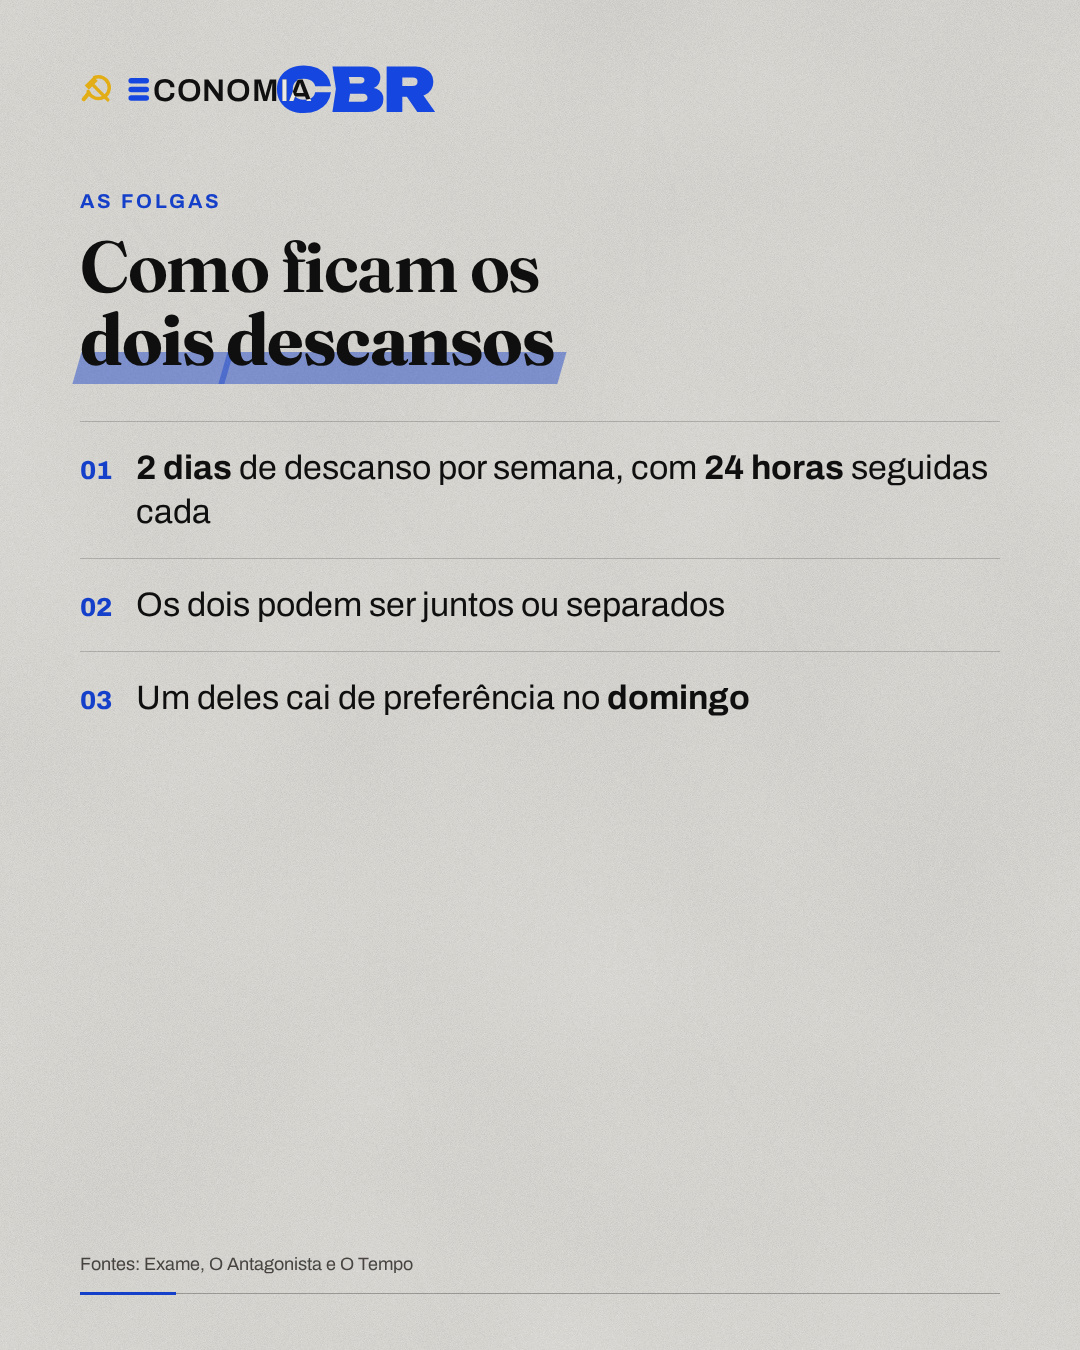 ECONOMIA CBR
AS FOLGAS
Como ficam os
dois descansos
01 2 dias de descanso por semana, com 24 horas seguidas
cada
02 Os dois podem ser juntos ou separados
03 Um deles cai de preferência no domingo
Fontes: Exame, O Antagonista e O Tempo